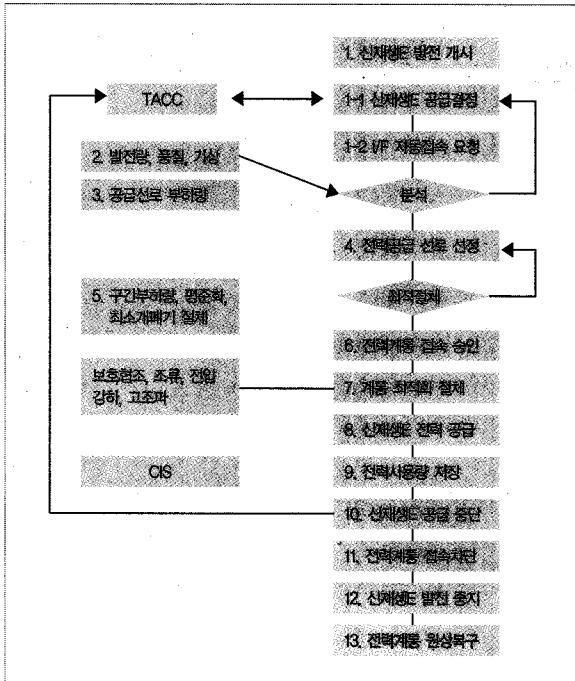 1. 신재생E 발전 개시
TACC
1-1 신재생E 공급결정
1-2 I/F 자동접속 요청
2. 발전량, 품질, 기상
3. 공급선로 부하량
분석
4. 전력공급 선로 선정
5. 구간부하량, 평준화,
최소개폐기 절체
최적절체
6. 전력계통 접속 승인
보호협조, 조류, 전압
강하, 고조파
7. 계통 최적화 절체
8. 신재생E 전력 공급
CIS
9. 전력사용량 저장
10. 신재생E 공급 중단
11. 전력계통 접속차단
12. 신재생E 발전 중지
13. 전력계통 원상복구